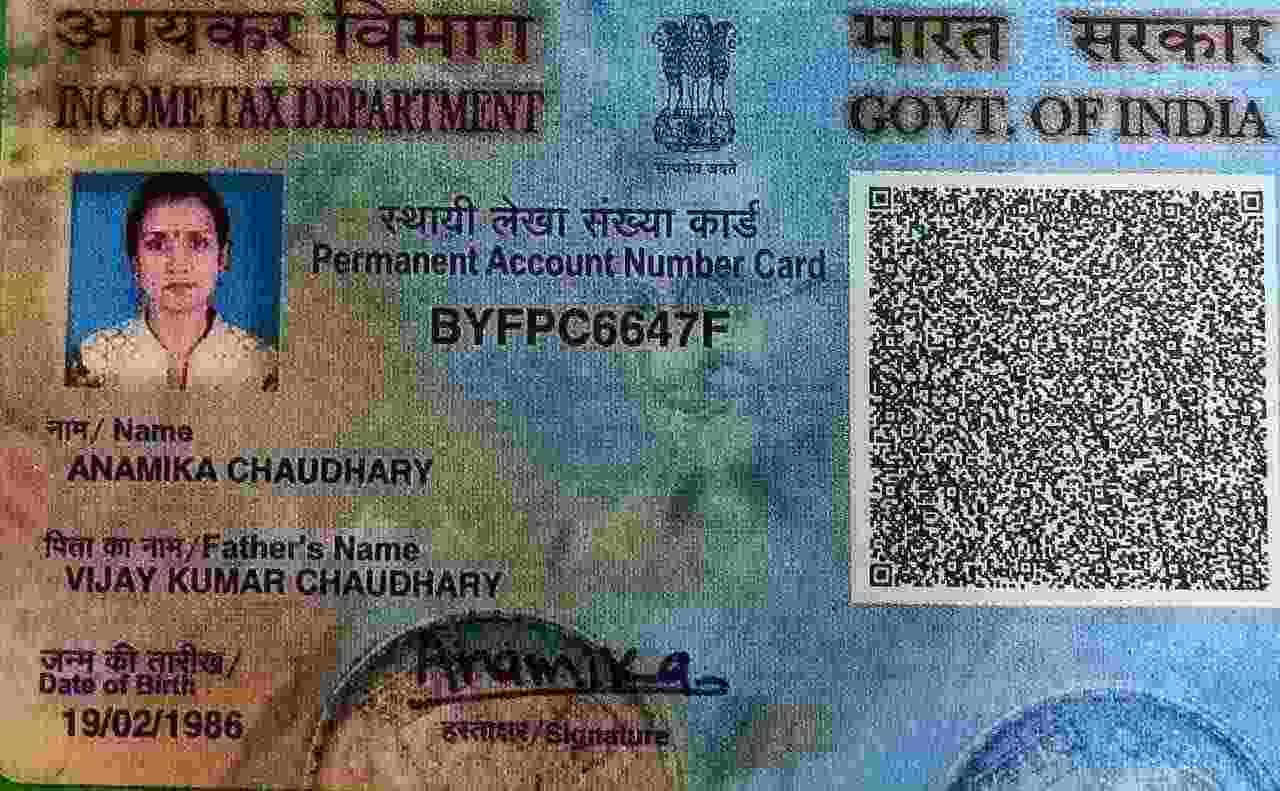 आयकर विभाग
INCOME TAX DEPARTMENT
भारत सरकार
GOVT. OF INDIA
सत्यमेव जयते
स्थायी लेखा संख्या कार्ड
Permanent Account Number Card
BYFPC6647F
नाम/ Name
ANAMIKA CHAUDHARY
पिता का नाम/Father's Name
VIJAY KUMAR CHAUDHARY
जन्म की तारीख/
Date of Birth
19/02/1986
Anamika
हस्ताक्षर/Signature